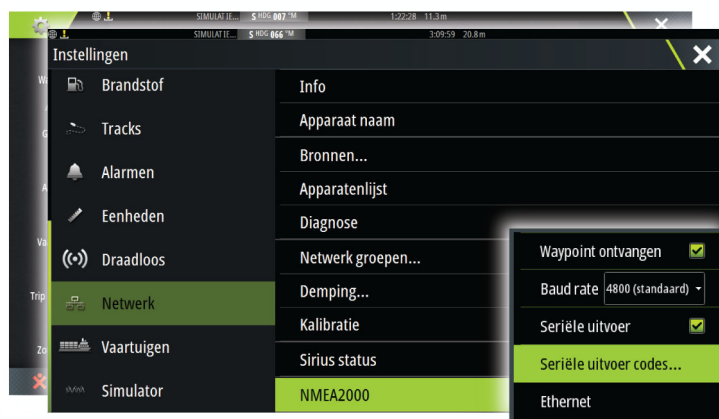 SIMULATIE... S HDG 007 °M 1:22:28 11.3 m
SIMULATIE... S HDG 066 °M 3:09:59 20.8 m
Instellingen
Brandstof
Tracks
Alarmen
Eenheden
Draadloos
Netwerk
Vaartuigen
Simulator
Info
Apparaat naam
Bronnen...
Apparatenlijst
Diagnose
Netwerk groepen...
Demping...
Kalibratie
Sirius status
NMEA2000
Waypoint ontvangen
Baud rate 4800 (standaard)
Seriële uitvoer
Seriële uitvoer codes...
Ethernet
Trip